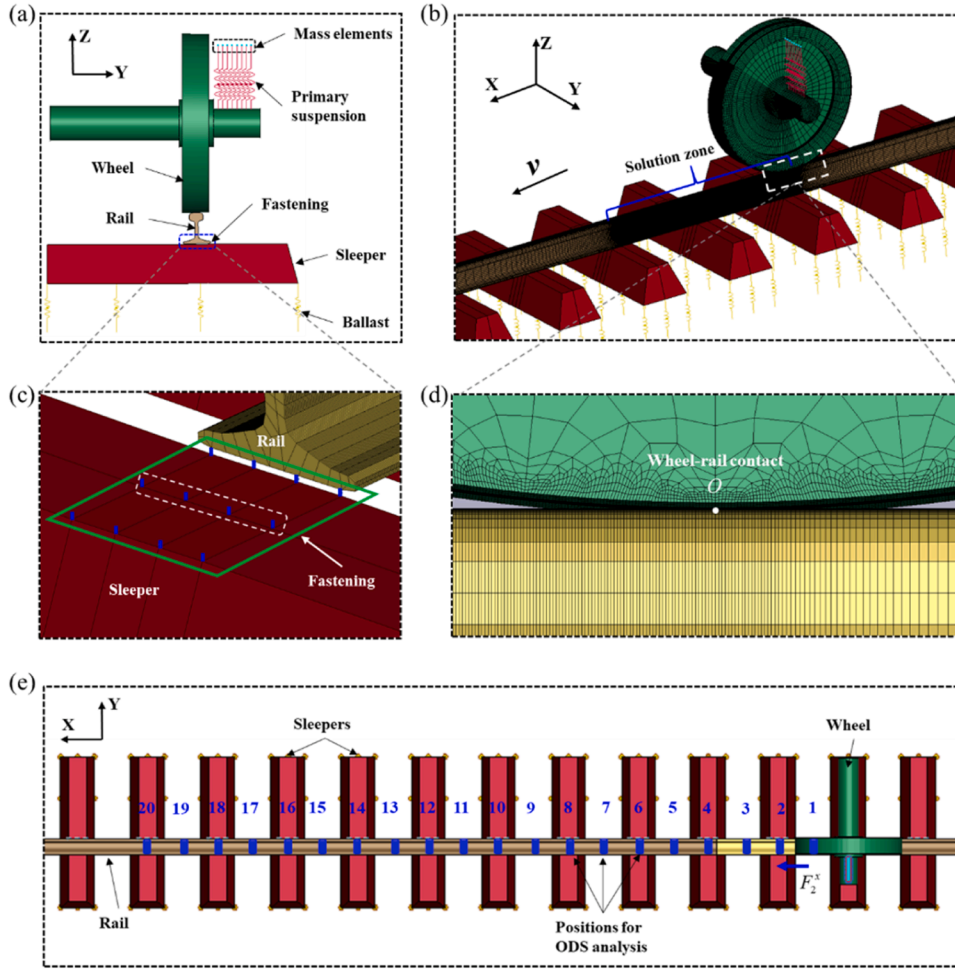 (a)
Z
Y
Mass elements
Primary
suspension
Wheel
Rail
Fastening
Sleeper
Ballast
(b)
Z
X
Y
v
Solution zone
(c)
Rail
Sleeper
Fastening
(d)
Wheel-rail contact
O
(e)
X
Y
Sleepers
Wheel
20 19 18 17 16 15 14 13 12 11 10 9 8 7 6 5 4 3 2 1
F₂ˣ
Rail
Positions for
ODS analysis